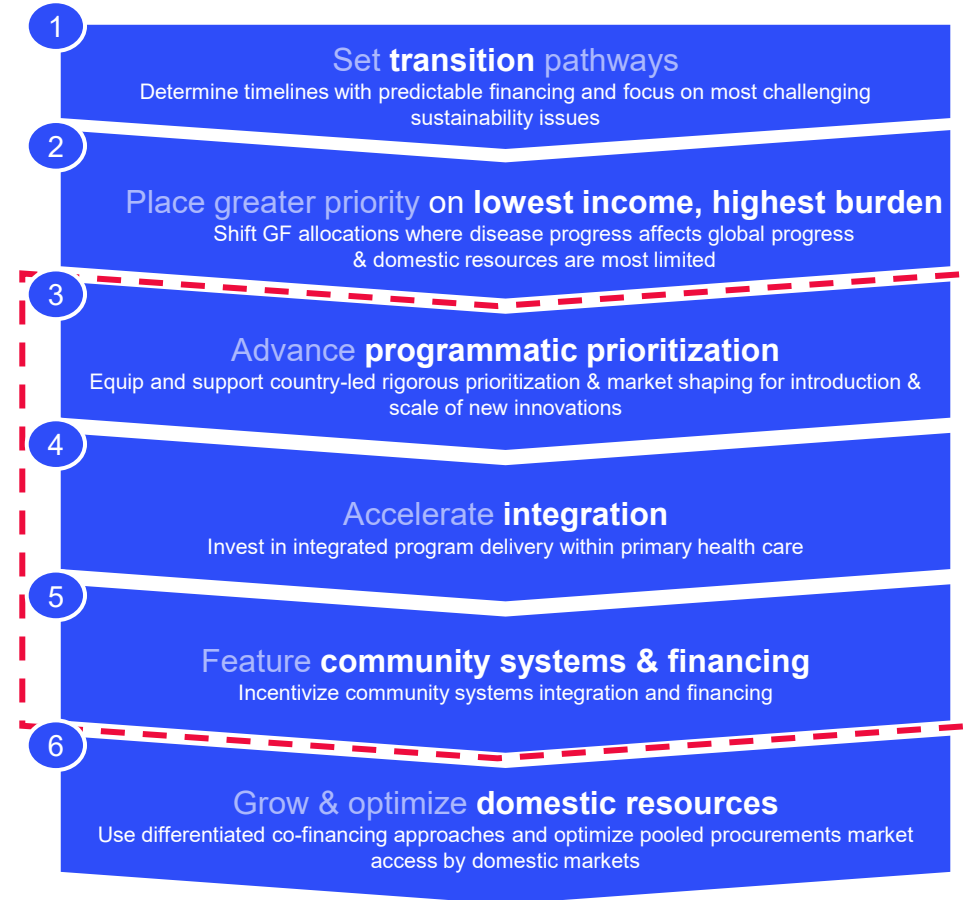 1
Set transition pathways
Determine timelines with predictable financing and focus on most challenging
sustainability issues
2
Place greater priority on lowest income, highest burden
Shift GF allocations where disease progress affects global progress
& domestic resources are most limited
3
Advance programmatic prioritization
Equip and support country-led rigorous prioritization & market shaping for introduction &
scale of new innovations
4
Accelerate integration
Invest in integrated program delivery within primary health care
5
Feature community systems & financing
Incentivize community systems integration and financing
6
Grow & optimize domestic resources
Use differentiated co-financing approaches and optimize pooled procurements market
access by domestic markets